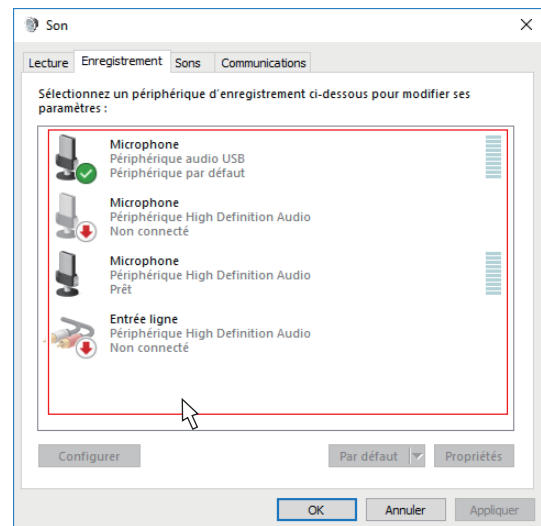 Son
Lecture Enregistrement Sons Communications
Sélectionnez un périphérique d'enregistrement ci-dessous pour modifier ses
paramètres :
Microphone
Périphérique audio USB
Périphérique par défaut
Microphone
Périphérique High Definition Audio
Non connecté
Microphone
Périphérique High Definition Audio
Prêt
Entrée ligne
Périphérique High Definition Audio
Non connecté
Configurer Par défaut Propriétés
OK Annuler Appliquer